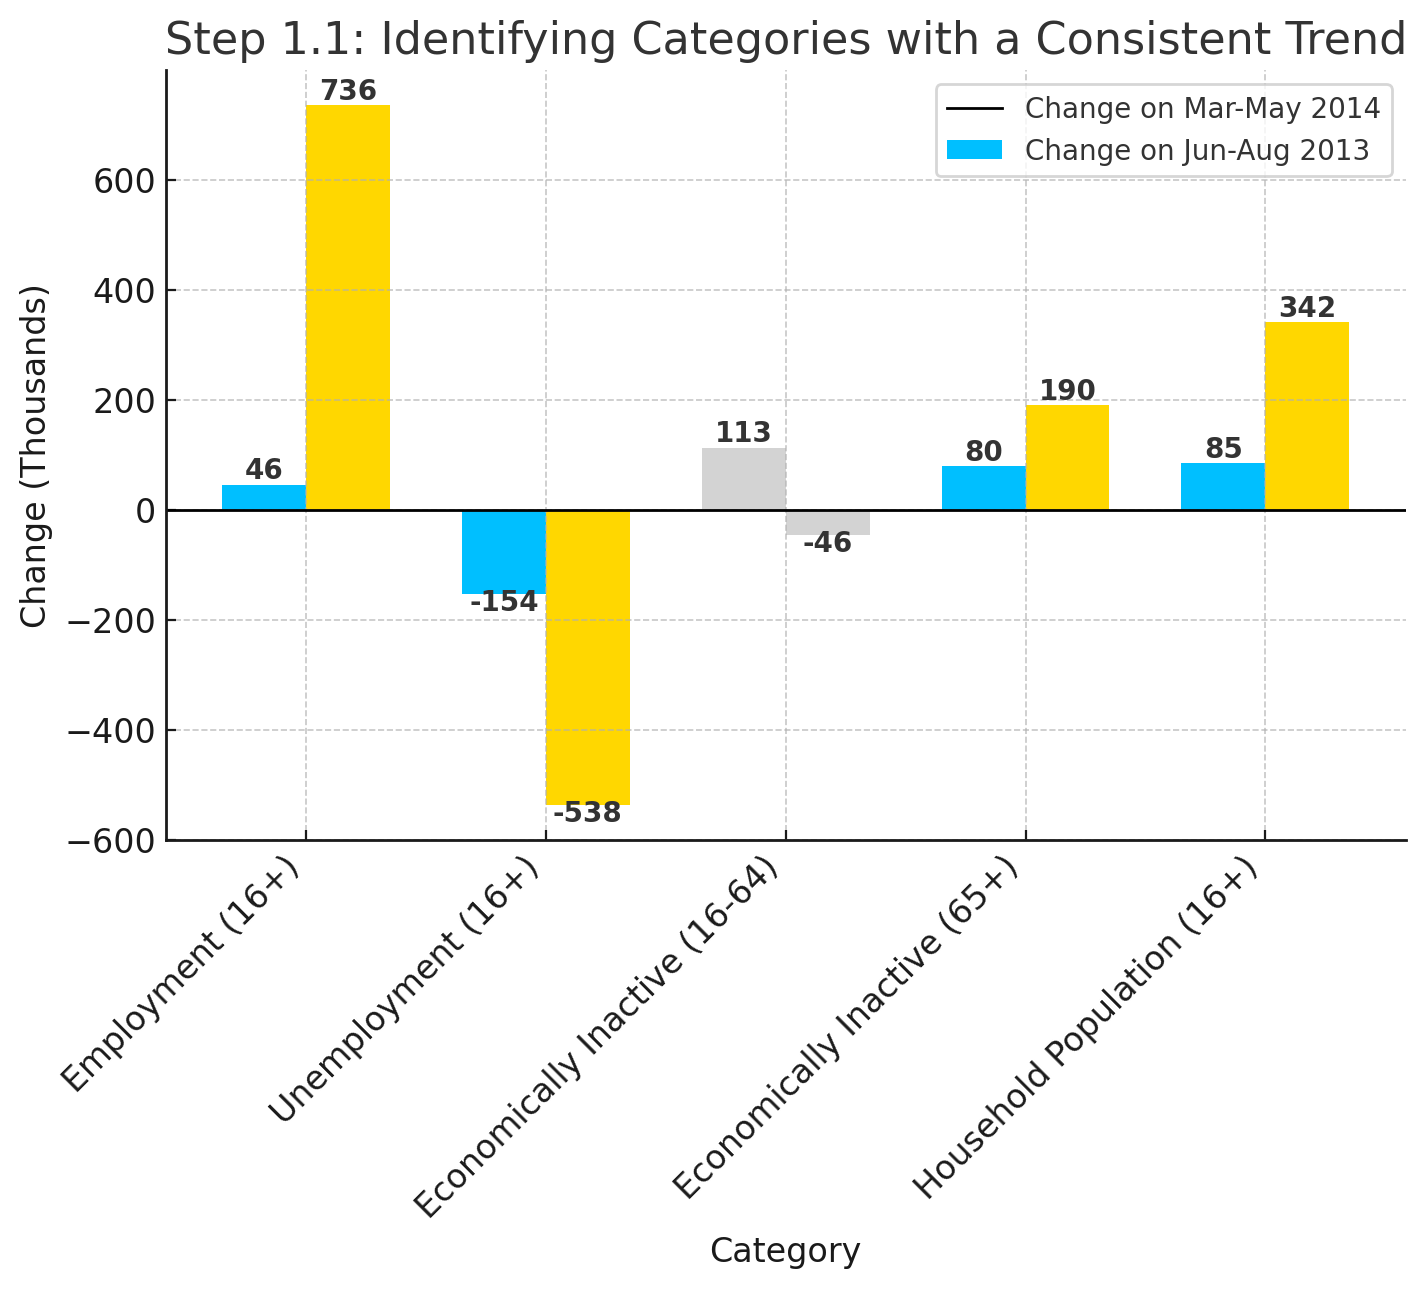 Step 1.1: Identifying Categories with a Consistent Trend
Change on Mar-May 2014
Change on Jun-Aug 2013
Change (Thousands)
600
400
200
0
−200
−400
−600
46
736
-154
-538
113
-46
80
190
85
342
Employment (16+)
Unemployment (16+)
Economically Inactive (16-64)
Economically Inactive (65+)
Household Population (16+)
Category